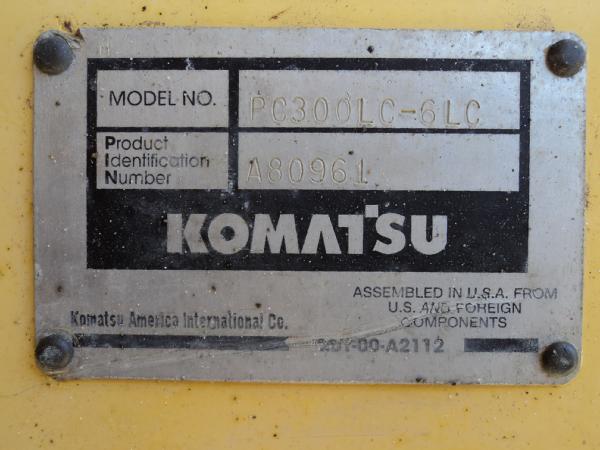 MODEL NO. PC300LC-6LC
Product
Identification
Number A80961
KOMATSU
ASSEMBLED IN U.S.A. FROM
U.S. AND FOREIGN
COMPONENTS
Komatsu America International Co.
20Y-00-A2112